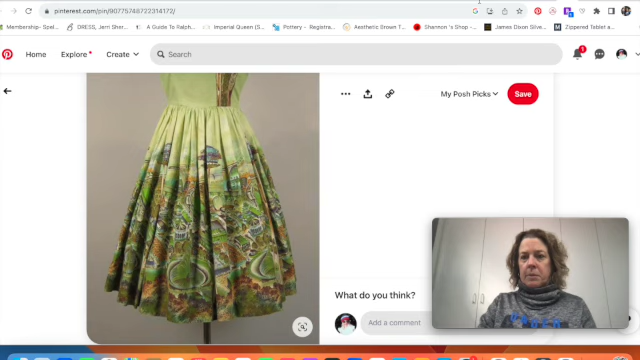 pinterest.com/pin/90775748722314172/
Membership- Spel...
DRESS, Jerri Sherr...
A Guide To Ralph...
Imperial Queen (S...
Pottery - Registra...
Aesthetic Brown T...
Shannon 's Shop -...
James Dixon Silve...
Zippered Tablet a...
Home
Explore
Create
Search
1
My Posh Picks
Save
What do you think?
Add a comment